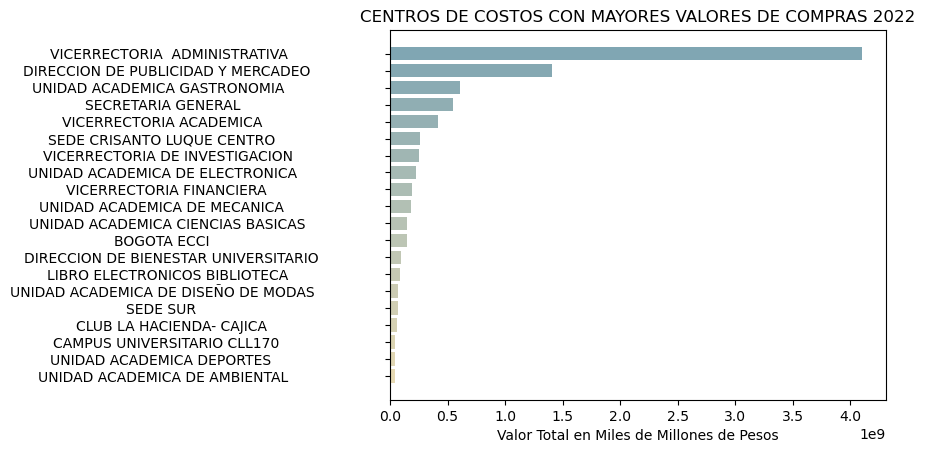 CENTROS DE COSTOS CON MAYORES VALORES DE COMPRAS 2022
VICERRECTORIA  ADMINISTRATIVA
DIRECCION DE PUBLICIDAD Y MERCADEO
UNIDAD ACADEMICA GASTRONOMIA
SECRETARIA GENERAL
VICERRECTORIA ACADEMICA
SEDE CRISANTO LUQUE CENTRO
VICERRECTORIA DE INVESTIGACION
UNIDAD ACADEMICA DE ELECTRONICA
VICERRECTORIA FINANCIERA
UNIDAD ACADEMICA DE MECANICA
UNIDAD ACADEMICA CIENCIAS BASICAS
BOGOTA ECCI
DIRECCION DE BIENESTAR UNIVERSITARIO
LIBRO ELECTRONICOS BIBLIOTECA
UNIDAD ACADEMICA DE DISEÑO DE MODAS
SEDE SUR
CLUB LA HACIENDA- CAJICA
CAMPUS UNIVERSITARIO CLL170
UNIDAD ACADEMICA DEPORTES
UNIDAD ACADEMICA DE AMBIENTAL
0.0 0.5 1.0 1.5 2.0 2.5 3.0 3.5 4.0
Valor Total en Miles de Millones de Pesos
1e9